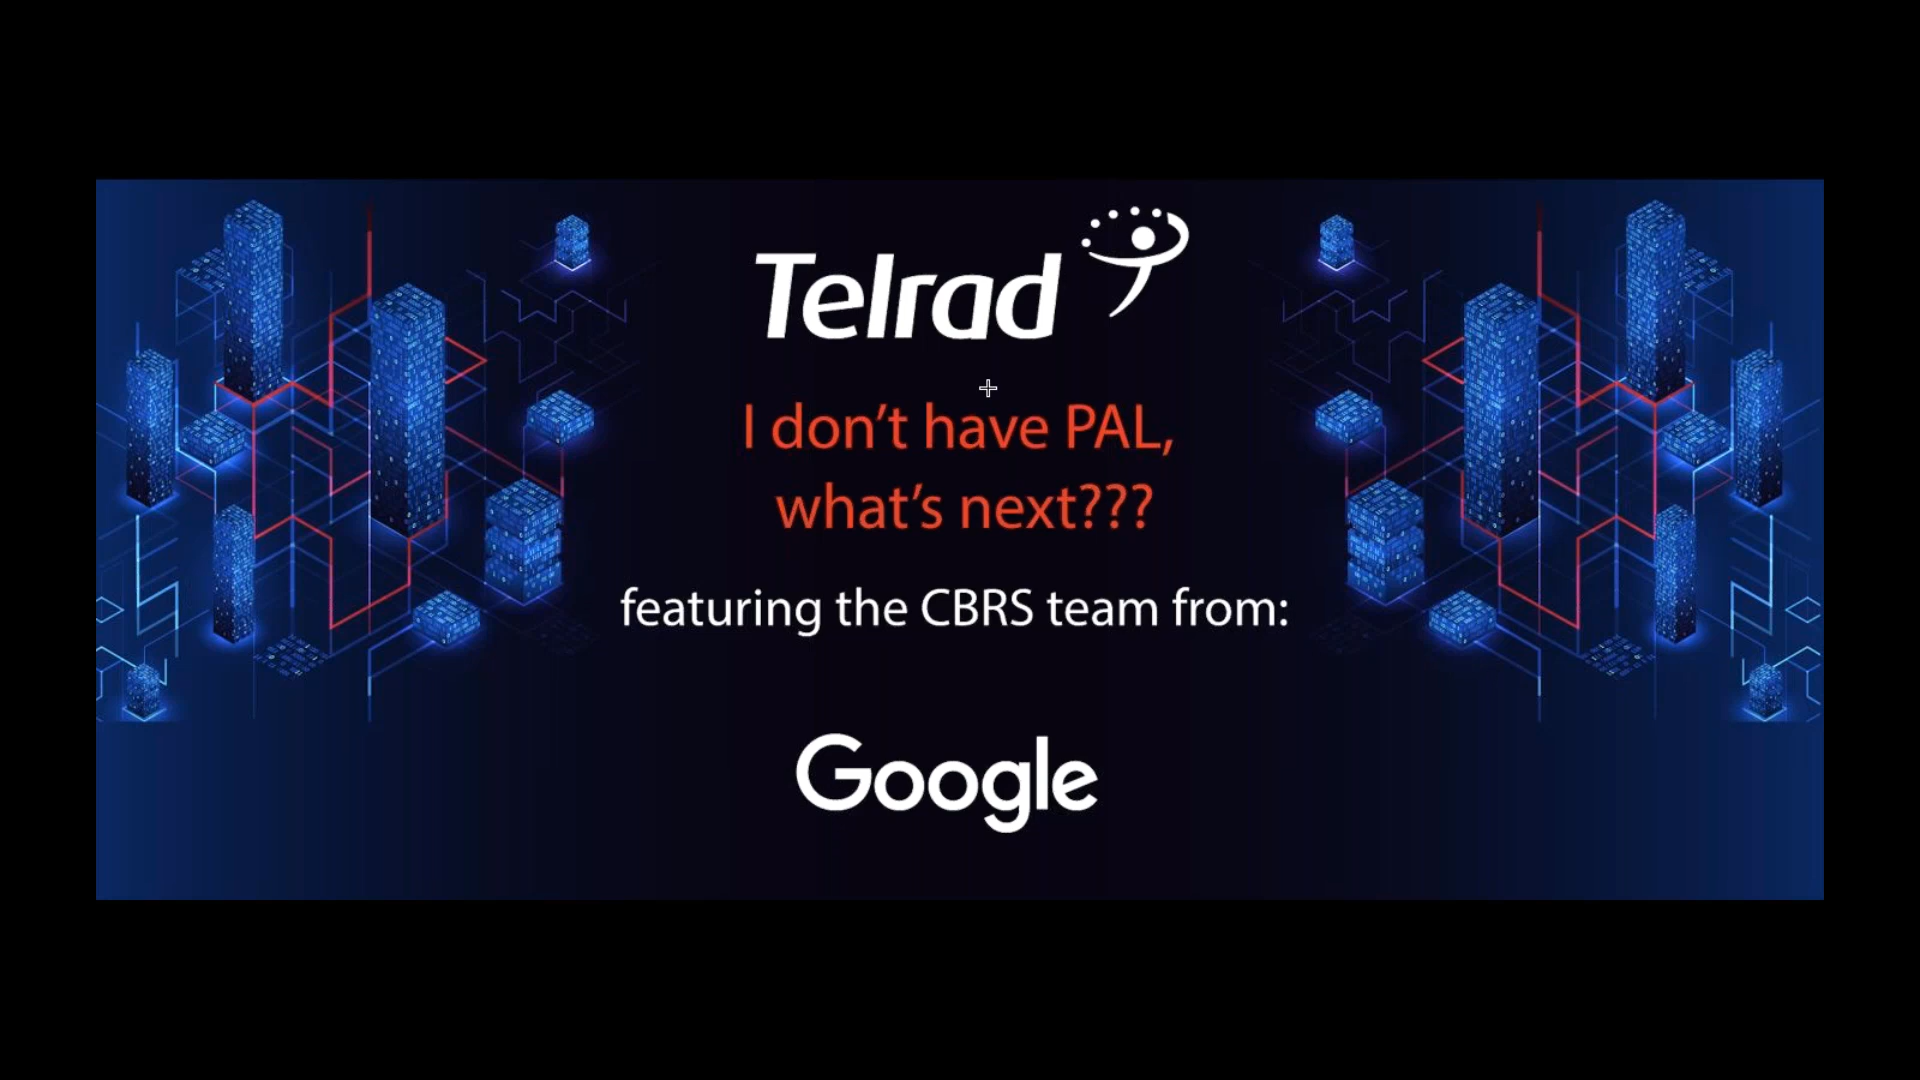 Telrad
I don’t have PAL,
what’s next???
featuring the CBRS team from:
Google